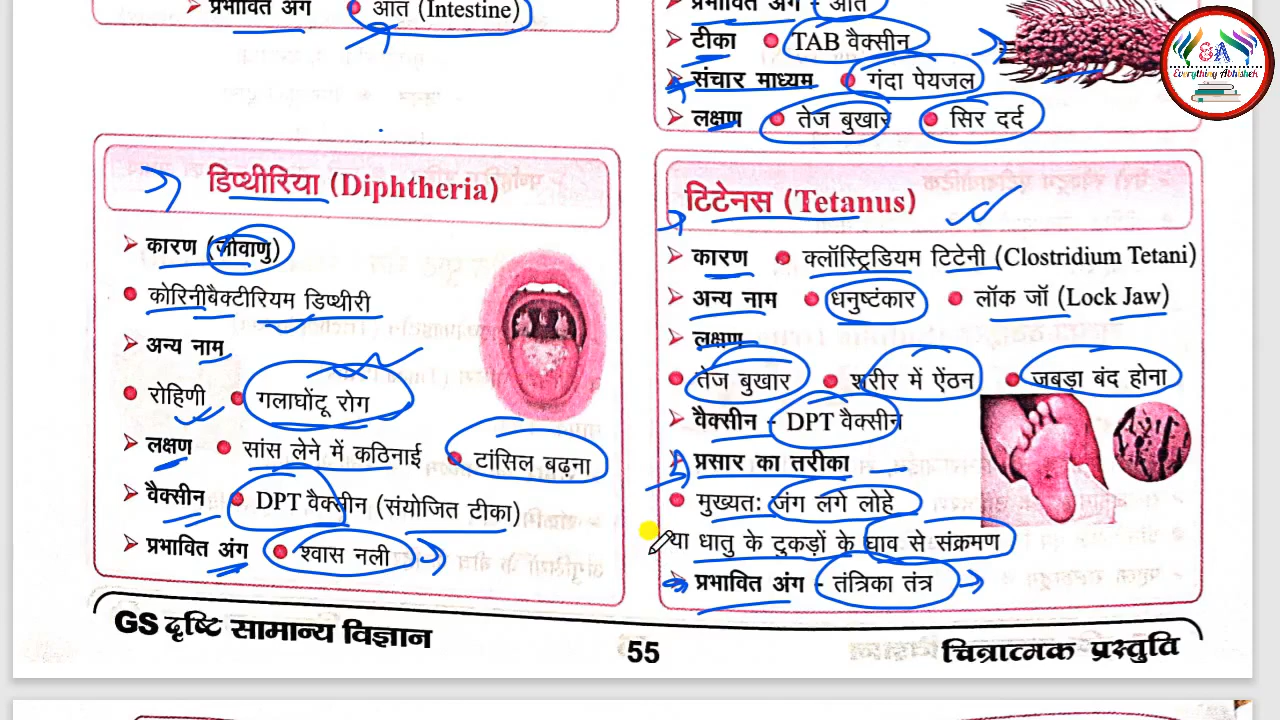 ➤ प्रभावित अंग ● आंत (Intestine)
प्रभावित अंग - आंत
➤ टीका ● TAB वैक्सीन
➤ संचार माध्यम ● गंदा पेयजल
➤ लक्षण ● तेज बुखार ● सिर दर्द
&A
Everything Abhishek
डिप्थीरिया (Diphtheria)
➤ कारण (जीवाणु)
● कोरिनीबैक्टीरियम डिप्थीरी
➤ अन्य नाम
● रोहिणी ● गलाघोंटू रोग
➤ लक्षण ● सांस लेने में कठिनाई ● टांसिल बढ़ना
➤ वैक्सीन ● DPT वैक्सीन (संयोजित टीका)
➤ प्रभावित अंग ● श्वास नली
टिटेनस (Tetanus)
➤ कारण ● क्लॉस्ट्रिडियम टिटेनी (Clostridium Tetani)
➤ अन्य नाम ● धनुष्टंकार ● लॉक जॉ (Lock Jaw)
➤ लक्षण
● तेज बुखार ● शरीर में ऐंठन ● जबड़ा बंद होना
➤ वैक्सीन - DPT वैक्सीन
➤ प्रसार का तरीका
● मुख्यतः जंग लगे लोहे
या धातु के टुकड़ों के घाव से संक्रमण
➤ प्रभावित अंग - तंत्रिका तंत्र
GS दृष्टि सामान्य विज्ञान
55
चित्रात्मक प्रस्तुति